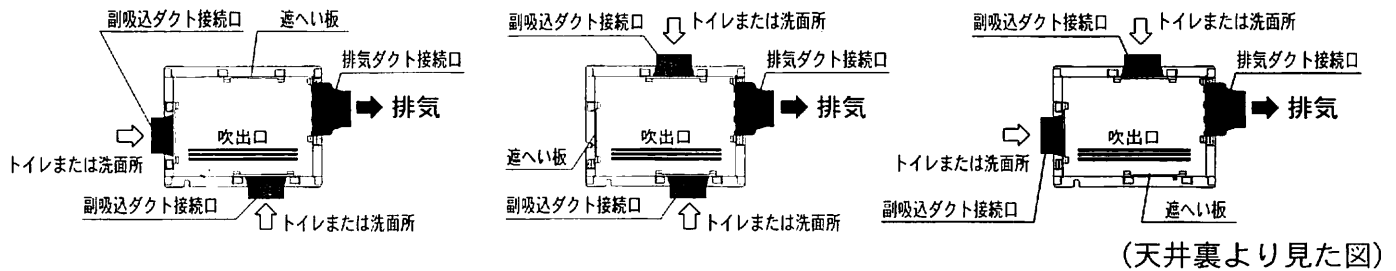 副吸込ダクト接続口
遮へい板
排気ダクト接続口
排気
吹出口
トイレまたは洗面所
副吸込ダクト接続口
トイレまたは洗面所
トイレまたは洗面所
副吸込ダクト接続口
排気ダクト接続口
排気
吹出口
遮へい板
副吸込ダクト接続口
トイレまたは洗面所
トイレまたは洗面所
副吸込ダクト接続口
排気ダクト接続口
排気
吹出口
トイレまたは洗面所
副吸込ダクト接続口
遮へい板
(天井裏より見た図)